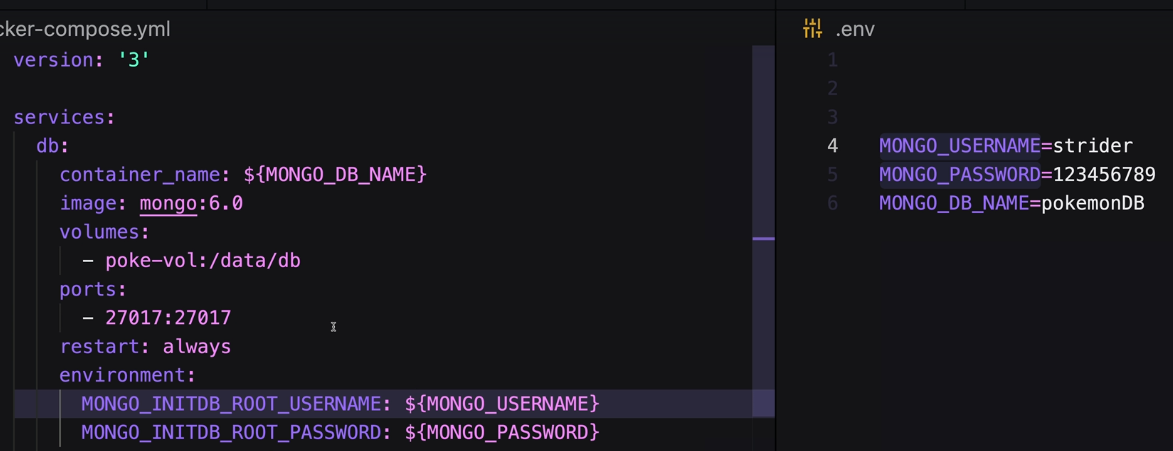 cker-compose.yml
version: '3'
services:
db:
container_name: ${MONGO_DB_NAME}
image: mongo:6.0
volumes:
- poke-vol:/data/db
ports:
- 27017:27017
restart: always
environment:
MONGO_INITDB_ROOT_USERNAME: ${MONGO_USERNAME}
MONGO_INITDB_ROOT_PASSWORD: ${MONGO_PASSWORD}
.env
1
2
3
4 MONGO_USERNAME=strider
5 MONGO_PASSWORD=123456789
6 MONGO_DB_NAME=pokemonDB